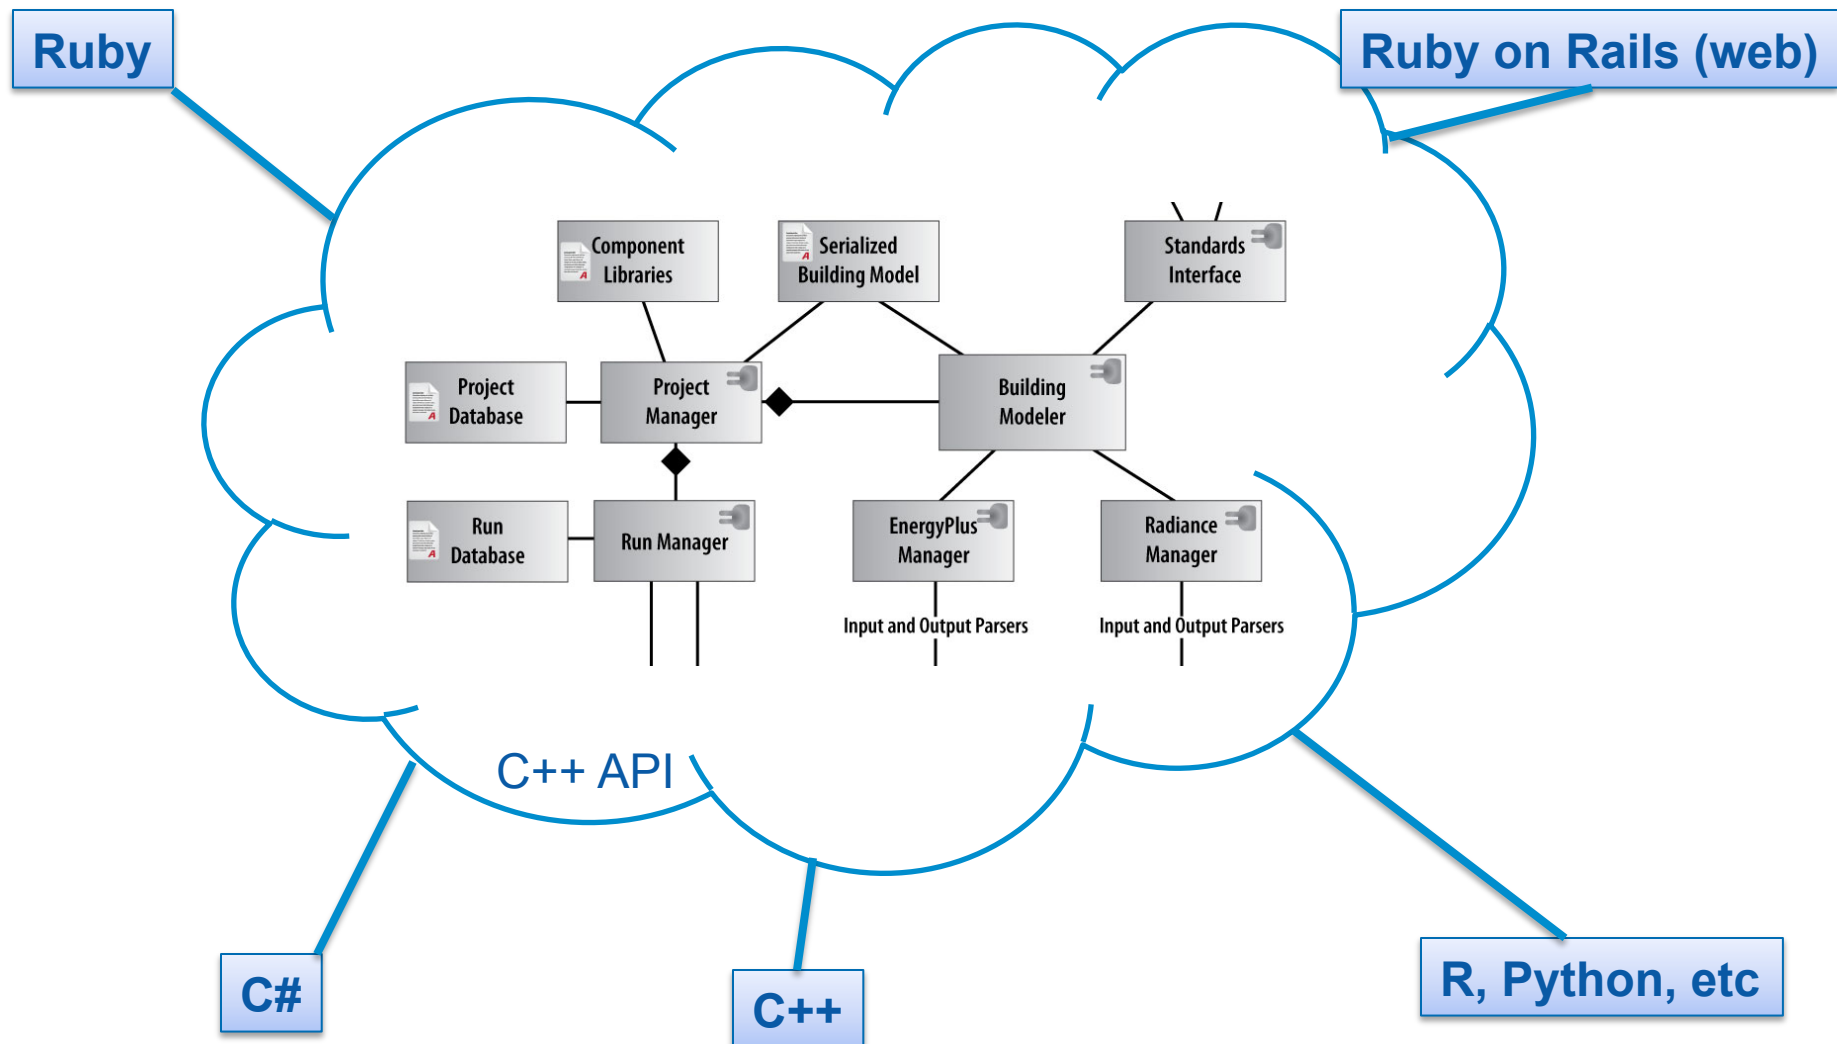 Ruby
Ruby on Rails (web)
Component
Libraries
Serialized
Building Model
Standards
Interface
Project
Database
Project
Manager
Building
Modeler
Run
Database
Run Manager
EnergyPlus
Manager
Radiance
Manager
Input and Output Parsers
Input and Output Parsers
C++ API
C#
C++
R, Python, etc